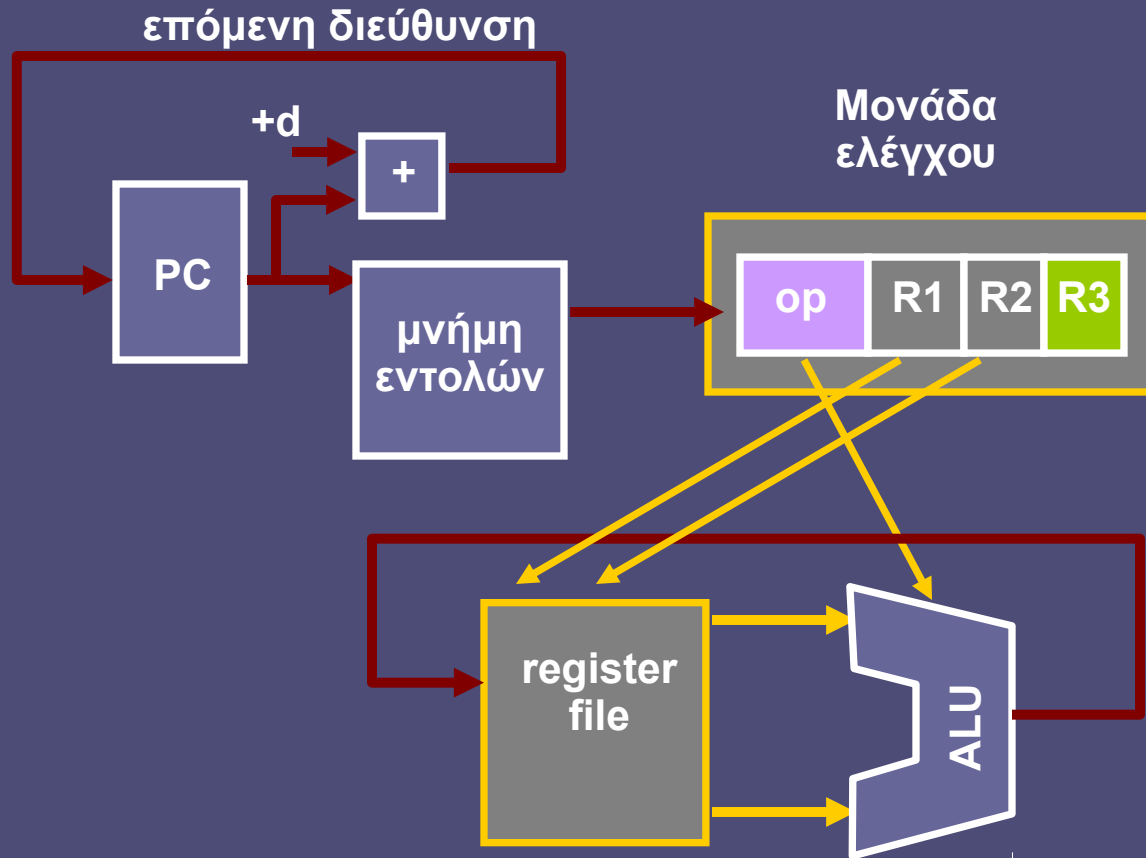 επόμενη διεύθυνση
+d
+
Μονάδα
ελέγχου
PC
op R1 R2 R3
μνήμη
εντολών
register
file
ALU